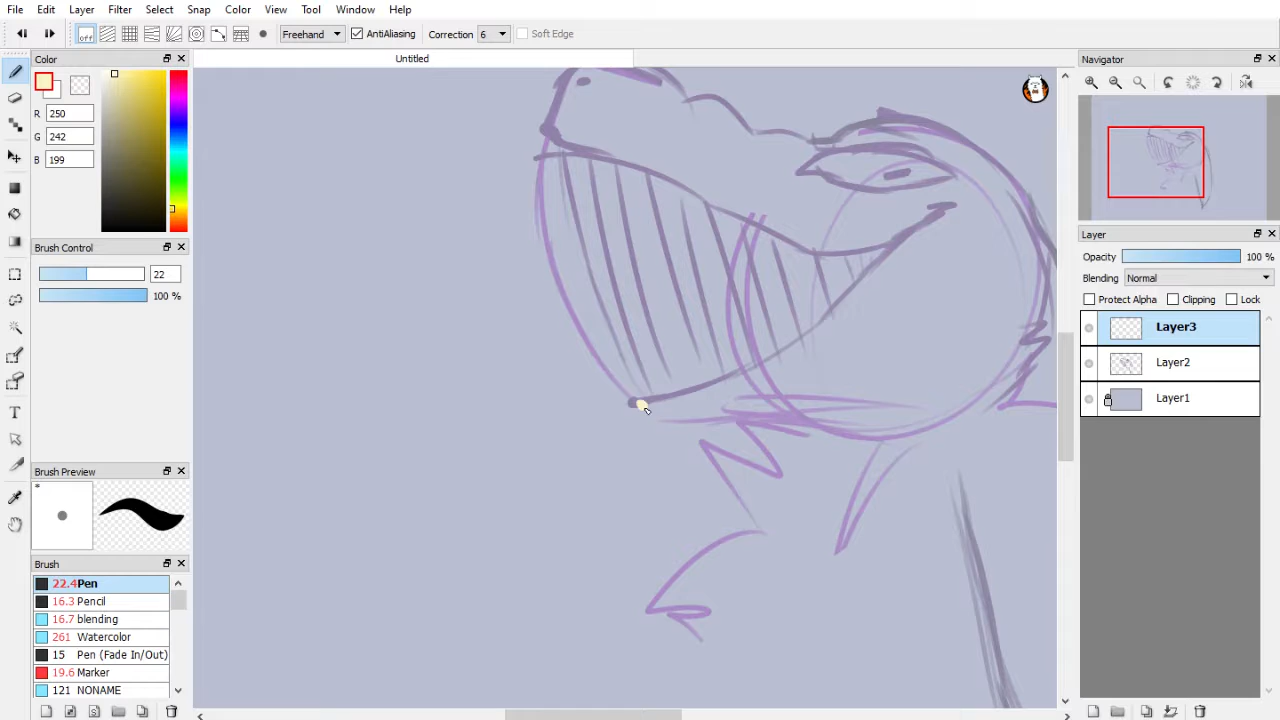 File Edit Layer Filter Select Snap Color View Tool Window Help
off Freehand AntiAliasing Correction 6 Soft Edge
Color
Untitled
Navigator
R 250
G 242
B 199
Brush Control
22
100 %
Layer
Opacity 100 %
Blending Normal
Protect Alpha Clipping Lock
Layer3
Layer2
Layer1
Brush Preview
*
Brush
22.4 Pen
16.3 Pencil
16.7 blending
261 Watercolor
15 Pen (Fade In/Out)
19.6 Marker
121 NONAME